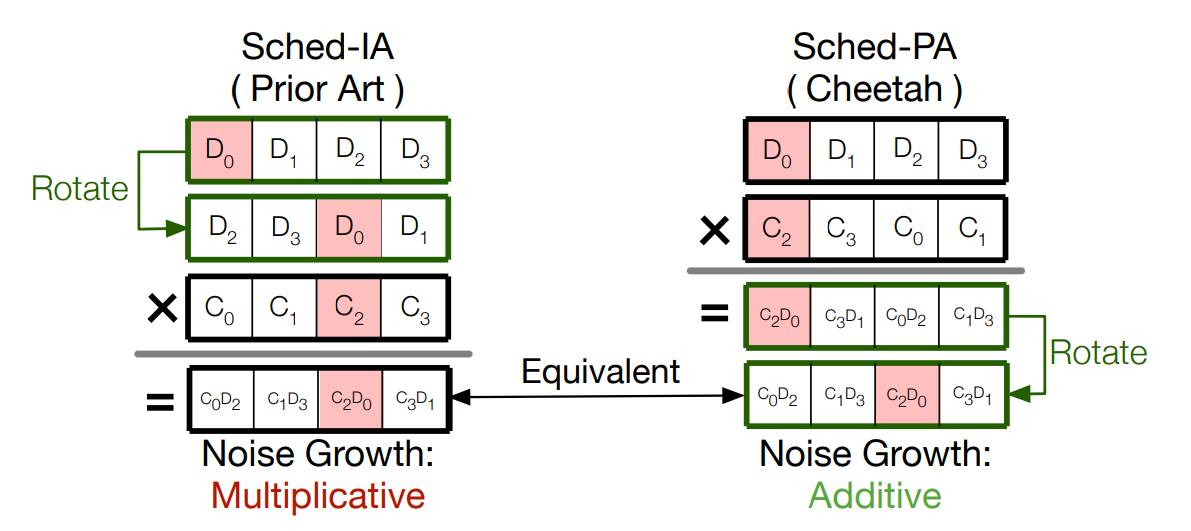 Sched-IA
( Prior Art )
D0 D1 D2 D3
Rotate
D2 D3 D0 D1
× C0 C1 C2 C3
= C0D2 C1D3 C2D0 C3D1
Noise Growth:
Multiplicative
Equivalent
Sched-PA
( Cheetah )
D0 D1 D2 D3
× C2 C3 C0 C1
= C2D0 C3D1 C0D2 C1D3
Rotate
C0D2 C1D3 C2D0 C3D1
Noise Growth:
Additive